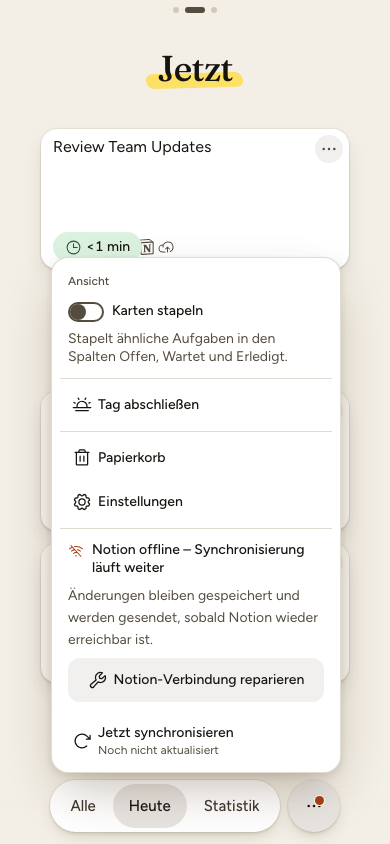 Jetzt
Review Team Updates
<1 min
Ansicht
Karten stapeln
Stapelt ähnliche Aufgaben in den
Spalten Offen, Wartet und Erledigt.
Tag abschließen
Papierkorb
Einstellungen
Notion offline – Synchronisierung
läuft weiter
Änderungen bleiben gespeichert und
werden gesendet, sobald Notion wieder
erreichbar ist.
Notion-Verbindung reparieren
Jetzt synchronisieren
Noch nicht aktualisiert
Alle
Heute
Statistik